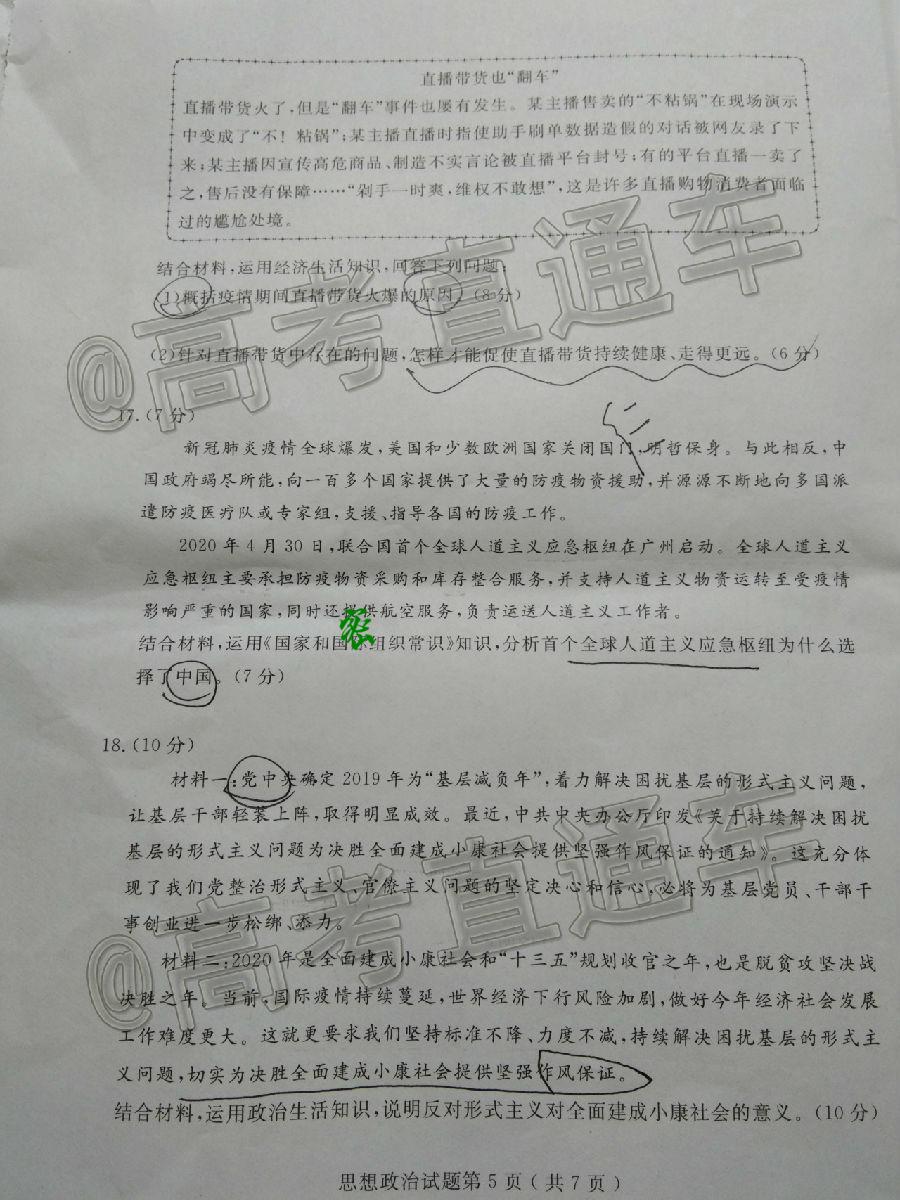 直播带货也“翻车”
直播带货火了,但是“翻车”事件也屡有发生。某主播售卖的“不粘锅”在现场演示
中变成了“不！粘锅”;某主播直播时指使助手刷单数据造假的对话被网友录了下
来;某主播因宣传高危商品、制造不实言论被直播平台封号;有的平台直播一卖了
之,售后没有保障……“剁手一时爽,维权不敢想”,这是许多直播购物消费者面临
过的尴尬处境。
结合材料,运用经济生活知识,回答下列问题:
(1)概括疫情期间直播带货火爆的原因。(8分)
(2)针对直播带货中存在的问题,怎样才能促使直播带货持续健康、走得更远。(6分)
@高考直通车
17.(7分)
新冠肺炎疫情全球爆发,美国和少数欧洲国家关闭国门,明哲保身。与此相反,中
国政府竭尽所能,向一百多个国家提供了大量的防疫物资援助,并源源不断地向多国派
遣防疫医疗队或专家组,支援、指导各国的防疫工作。
2020年4月30日,联合国首个全球人道主义应急枢纽在广州启动。全球人道主义
应急枢纽主要承担防疫物资采购和库存整合服务,并支持人道主义物资运转至受疫情
影响严重的国家,同时还提供航空服务,负责运送人道主义工作者。
结合材料,运用《国家和国际组织常识》知识,分析首个全球人道主义应急枢纽为什么选
择了中国。(7分)
18.(10分)
材料一:党中央确定2019年为“基层减负年”,着力解决困扰基层的形式主义问题,
让基层干部轻装上阵,取得明显成效。最近,中共中央办公厅印发《关于持续解决困扰
基层的形式主义问题为决胜全面建成小康社会提供坚强作风保证的通知》。这充分体
现了我们党整治形式主义、官僚主义问题的坚定决心和信心,必将为基层党员、干部干
事创业进一步松绑、添力。
@高考直通车
材料二:2020年是全面建成小康社会和“十三五”规划收官之年,也是脱贫攻坚决战
决胜之年。当前,国际疫情持续蔓延,世界经济下行风险加剧,做好今年经济社会发展
工作难度更大。这就更要求我们坚持标准不降、力度不减,持续解决困扰基层的形式主
义问题,切实为决胜全面建成小康社会提供坚强作风保证。
结合材料,运用政治生活知识,说明反对形式主义对全面建成小康社会的意义。(10分)
思想政治试题第5页(共7页)